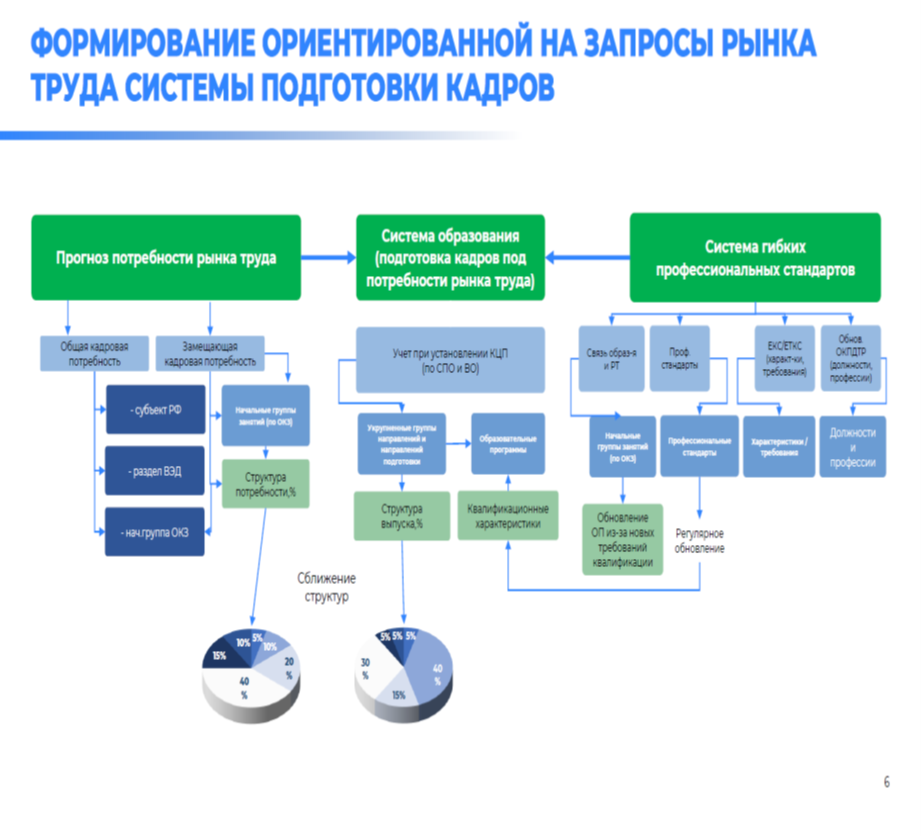 ФОРМИРОВАНИЕ ОРИЕНТИРОВАННОЙ НА ЗАПРОСЫ РЫНКА
ТРУДА СИСТЕМЫ ПОДГОТОВКИ КАДРОВ
Прогноз потребности рынка труда
Система образования
(подготовка кадров под
потребности рынка труда)
Система гибких
профессиональных стандартов
Общая кадровая
потребность
Замещающая
кадровая потребность
- субъект РФ
- раздел ВЭД
- нач.группа ОКЗ
Начальные группы
занятий (по ОКЗ)
Структура
потребности,%
Учет при установлении КЦП
(по СПО и ВО)
Укрупненные группы
направлений и
направлений
подготовки
Образовательные
программы
Структура
выпуска,%
Квалификационные
характеристики
Связь образ-я
и РТ
Проф.
стандарты
ЕКС/ЕТКС
(характ-ки,
требования)
Обнов.
ОКПДТР
(должности,
профессии)
Начальные
группы занятий
(по ОКЗ)
Профессиональные
стандарты
Характеристики /
требования
Должности
и
профессии
Обновление
ОП из-за новых
требований
квалификации
Регулярное
обновление
Сближение
структур
15%
10%
5%
10%
20
%
40
%
5%
5%
5%
30
%
40
%
15%
6